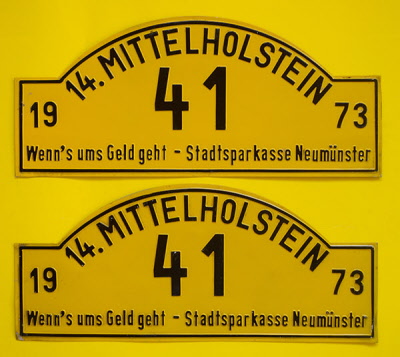 14. MITTELHOLSTEIN
19 41 73
Wenn's ums Geld geht - Stadtsparkasse Neumünster
14. MITTELHOLSTEIN
19 41 73
Wenn's ums Geld geht - Stadtsparkasse Neumünster